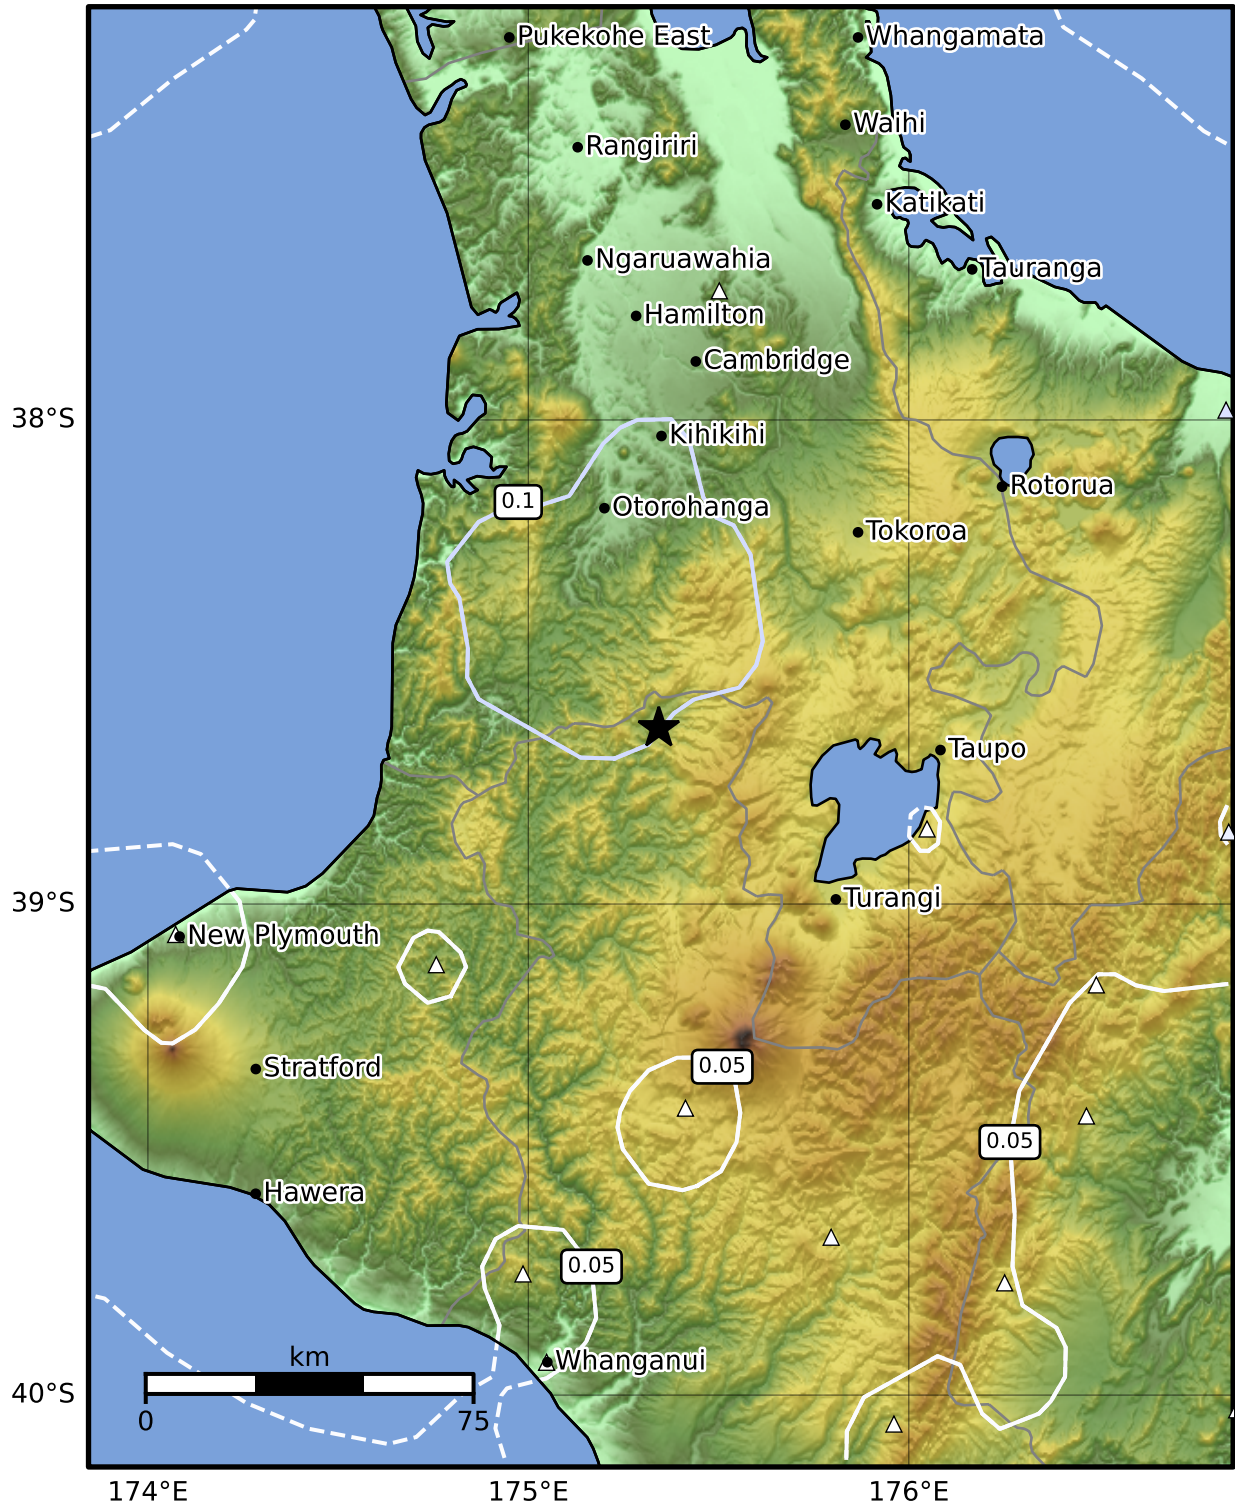 Pukekohe East
Whangamata
Waihi
Rangiriri
Katikati
Ngaruawahia
Tauranga
Hamilton
Cambridge
38°S
Kihikihi
Rotorua
0.1
Otorohanga
Tokoroa
Taupo
39°S
Turangi
New Plymouth
Stratford
0.05
0.05
Hawera
0.05
km
Whanganui
40°S
0 75
174°E 175°E 176°E